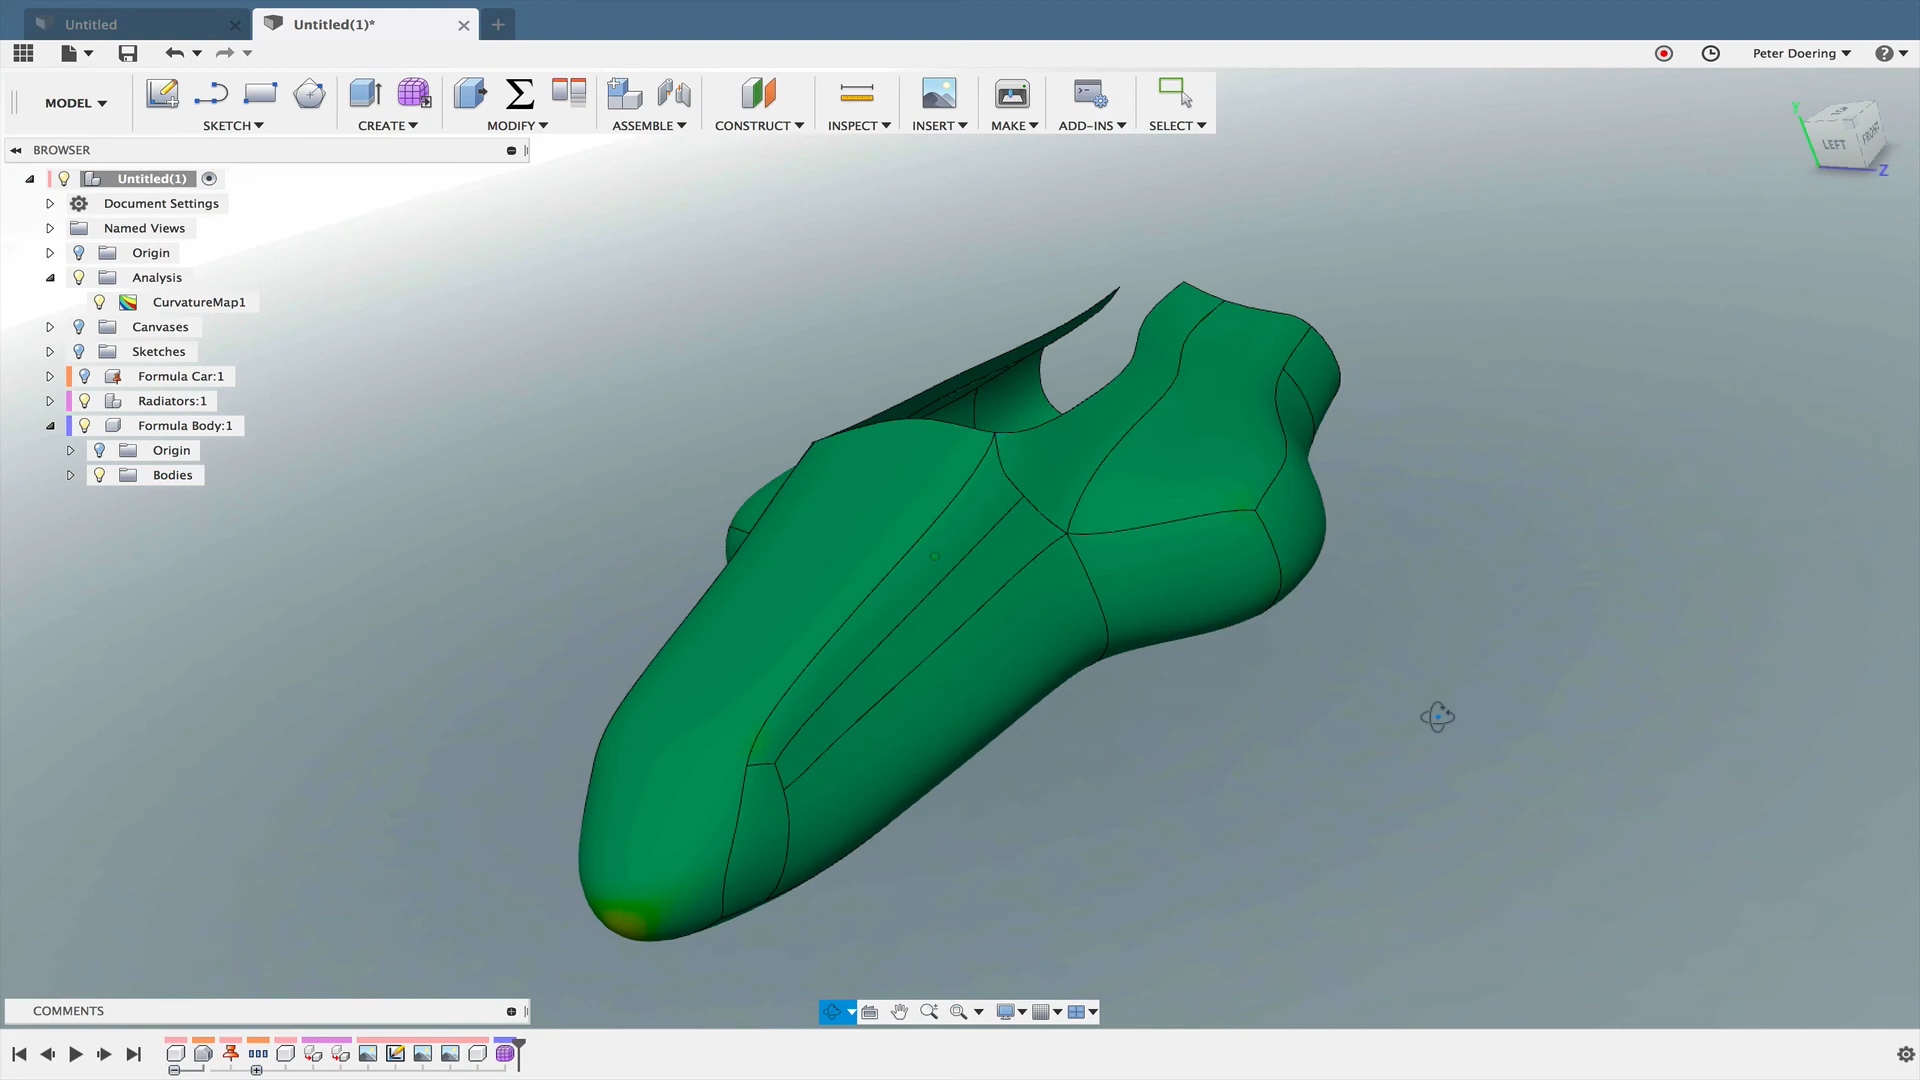 Untitled
Untitled(1)*
Peter Doering
MODEL
SKETCH
CREATE
MODIFY
ASSEMBLE
CONSTRUCT
INSPECT
INSERT
MAKE
ADD-INS
SELECT
Y
LEFT
FRONT
Z
BROWSER
Untitled(1)
Document Settings
Named Views
Origin
Analysis
CurvatureMap1
Canvases
Sketches
Formula Car:1
Radiators:1
Formula Body:1
Origin
Bodies
COMMENTS